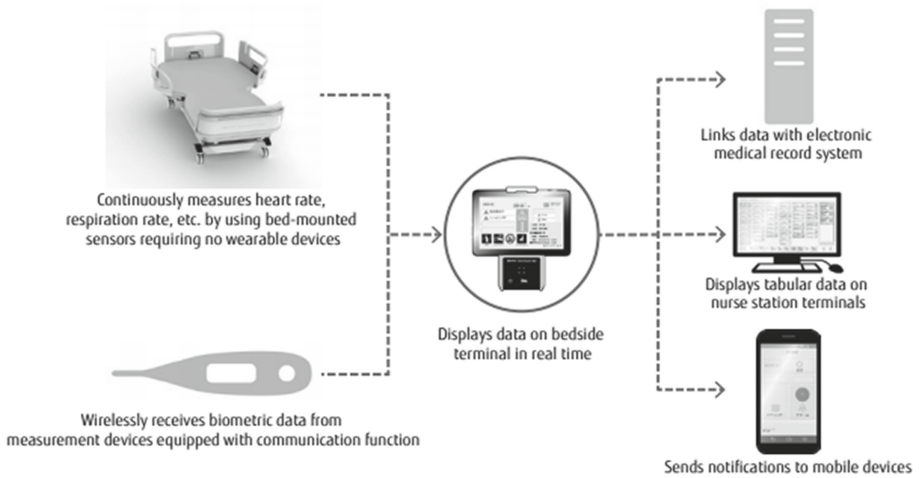 Continuously measures heart rate,
respiration rate, etc. by using bed-mounted
sensors requiring no wearable devices
Wirelessly receives biometric data from
measurement devices equipped with communication function
Displays data on bedside
terminal in real time
Links data with electronic
medical record system
Displays tabular data on
nurse station terminals
Sends notifications to mobile devices